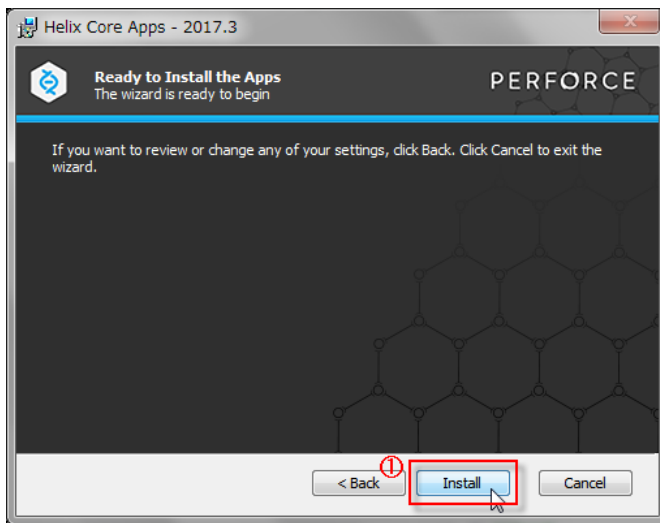 Helix Core Apps - 2017.3
Ready to Install the Apps
The wizard is ready to begin
PERFORCE
If you want to review or change any of your settings, click Back. Click Cancel to exit the
wizard.
①
< Back
Install
Cancel